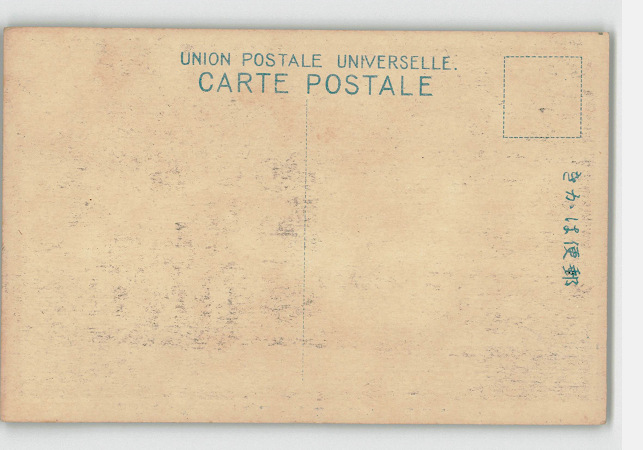 UNION POSTALE UNIVERSELLE.
CARTE POSTALE
きかは便郵